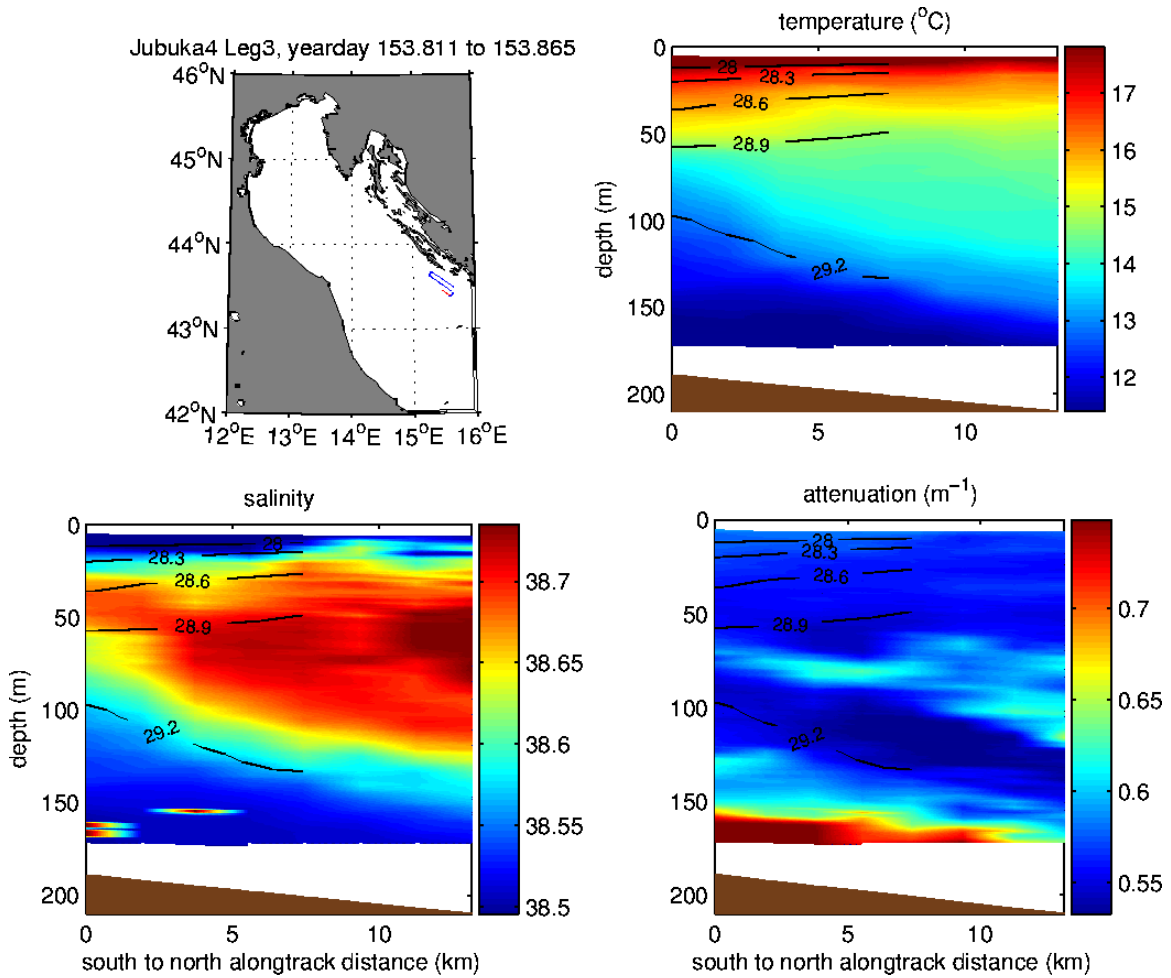 Jubuka4 Leg3, yearday 153.811 to 153.865
46°N
45°N
44°N
43°N
42°N
12°E 13°E 14°E 15°E 16°E
temperature (°C)
depth (m)
0
50
100
150
200
0 5 10
28
28.3
28.6
28.9
29.2
17
16
15
14
13
12
salinity
depth (m)
0
50
100
150
200
0 5 10
south to north alongtrack distance (km)
28
28.3
28.6
28.9
29.2
38.7
38.65
38.6
38.55
38.5
attenuation (m⁻¹)
0
50
100
150
200
0 5 10
south to north alongtrack distance (km)
28
28.3
28.6
28.9
29.2
0.7
0.65
0.6
0.55